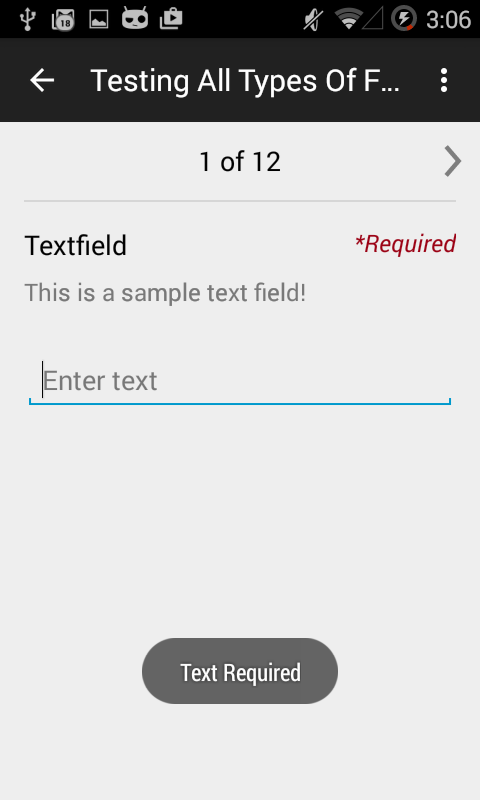 18
3:06
Testing All Types Of F...
1 of 12
Textfield
*Required
This is a sample text field!
Enter text
Text Required